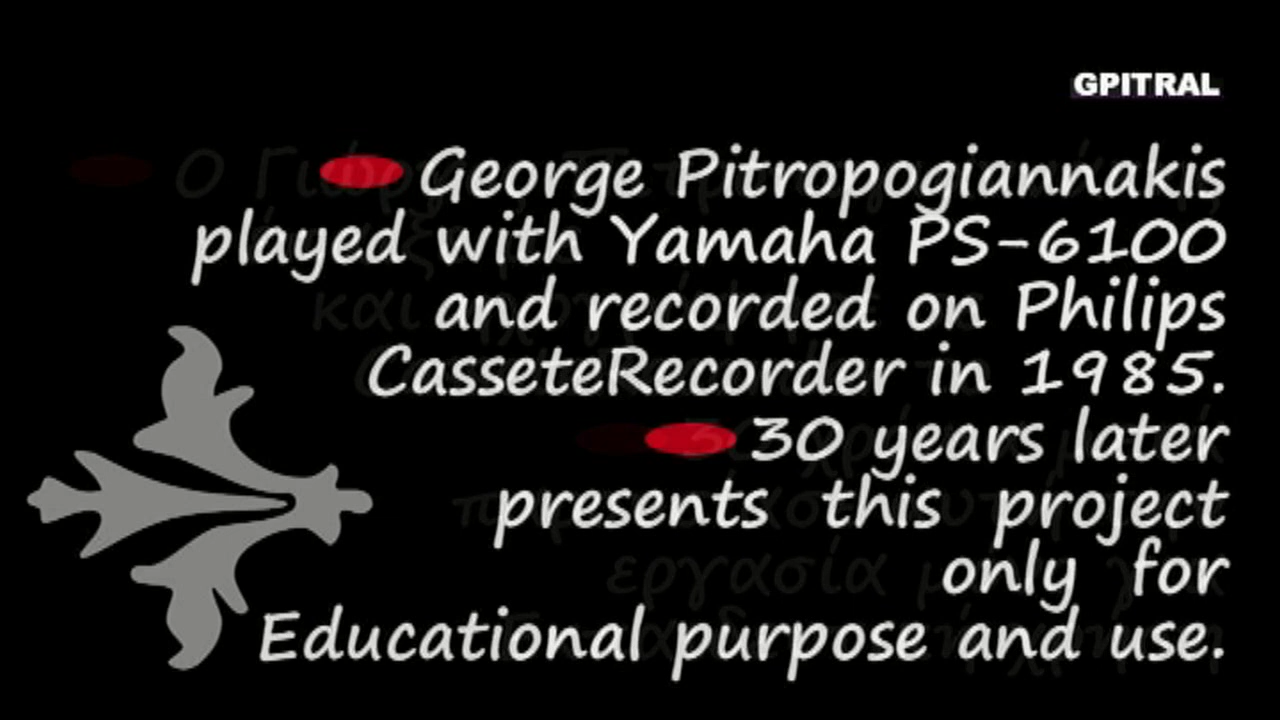 GPITRAL
George Pitropogiannakis
played with Yamaha PS-6100
and recorded on Philips
CasseteRecorder in 1985.
30 years later
presents this project
only for
Educational purpose and use.